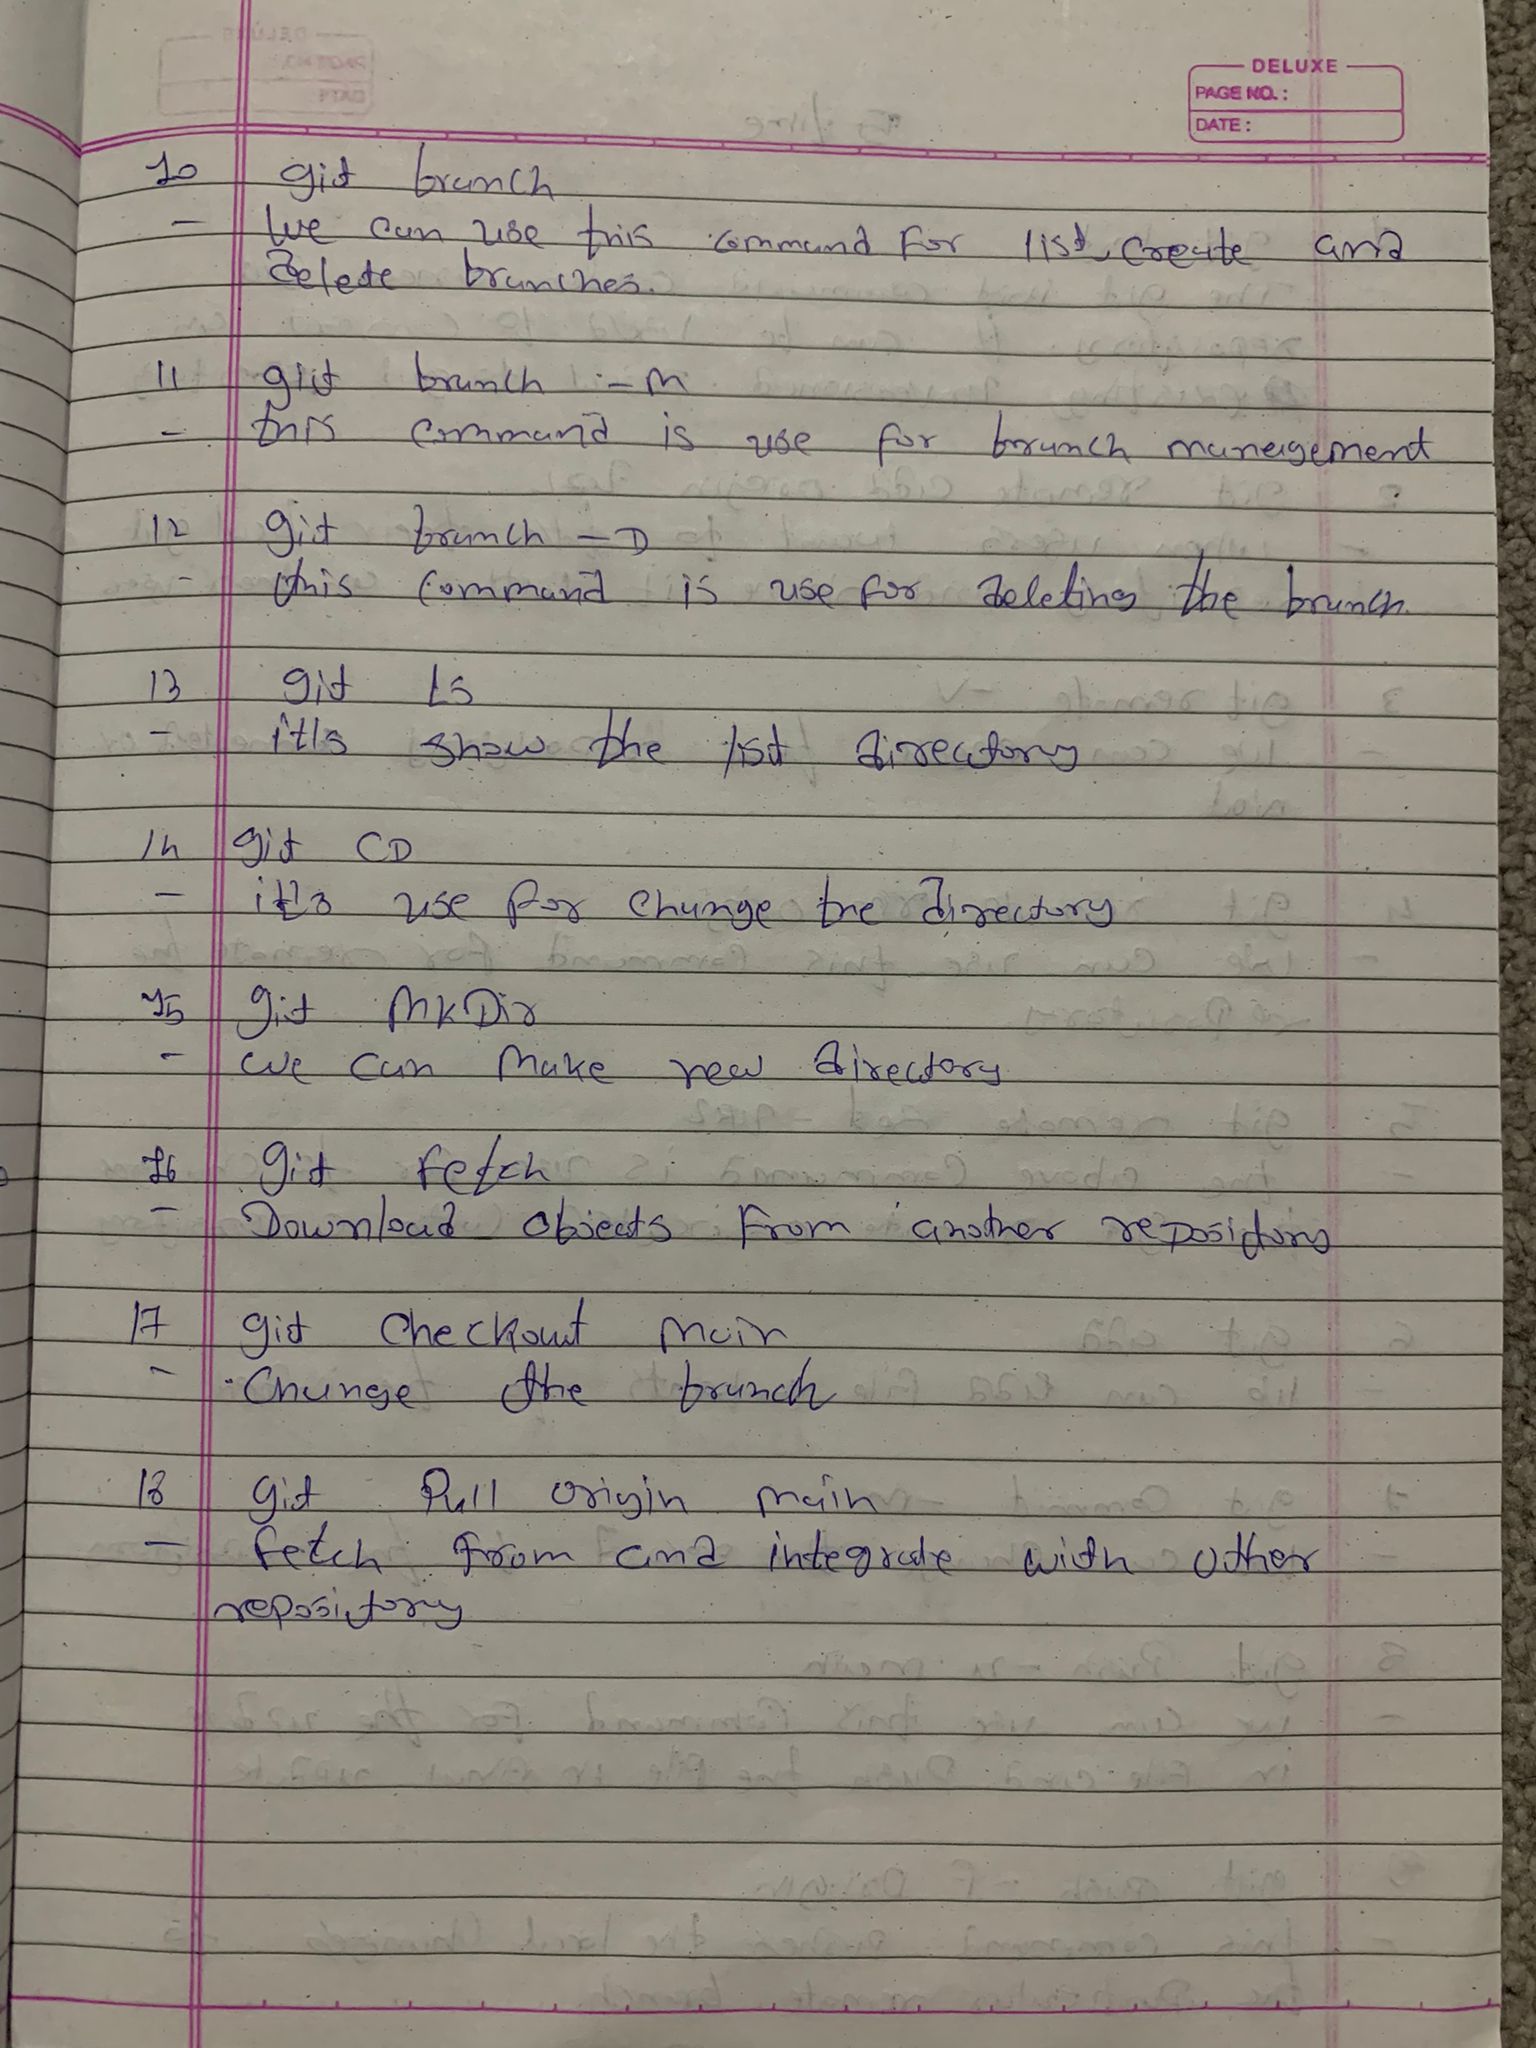 DELUXE
PAGE NO. :
DATE :
10 git branch
- We can use this command for list, create and
delete branches.
11 git branch -M
- this command is use for branch management
12 git branch -D
- this command is use for deleting the branch.
13 git LS
- it's show the list directory
14 git CD
- it's use for change the directory
15 git MKDir
- we can make new directory
16 git fetch
- Download objects from another repository
17 git checkout main
- Change the branch
18 git Pull origin main
- fetch from and integrate with other
repository